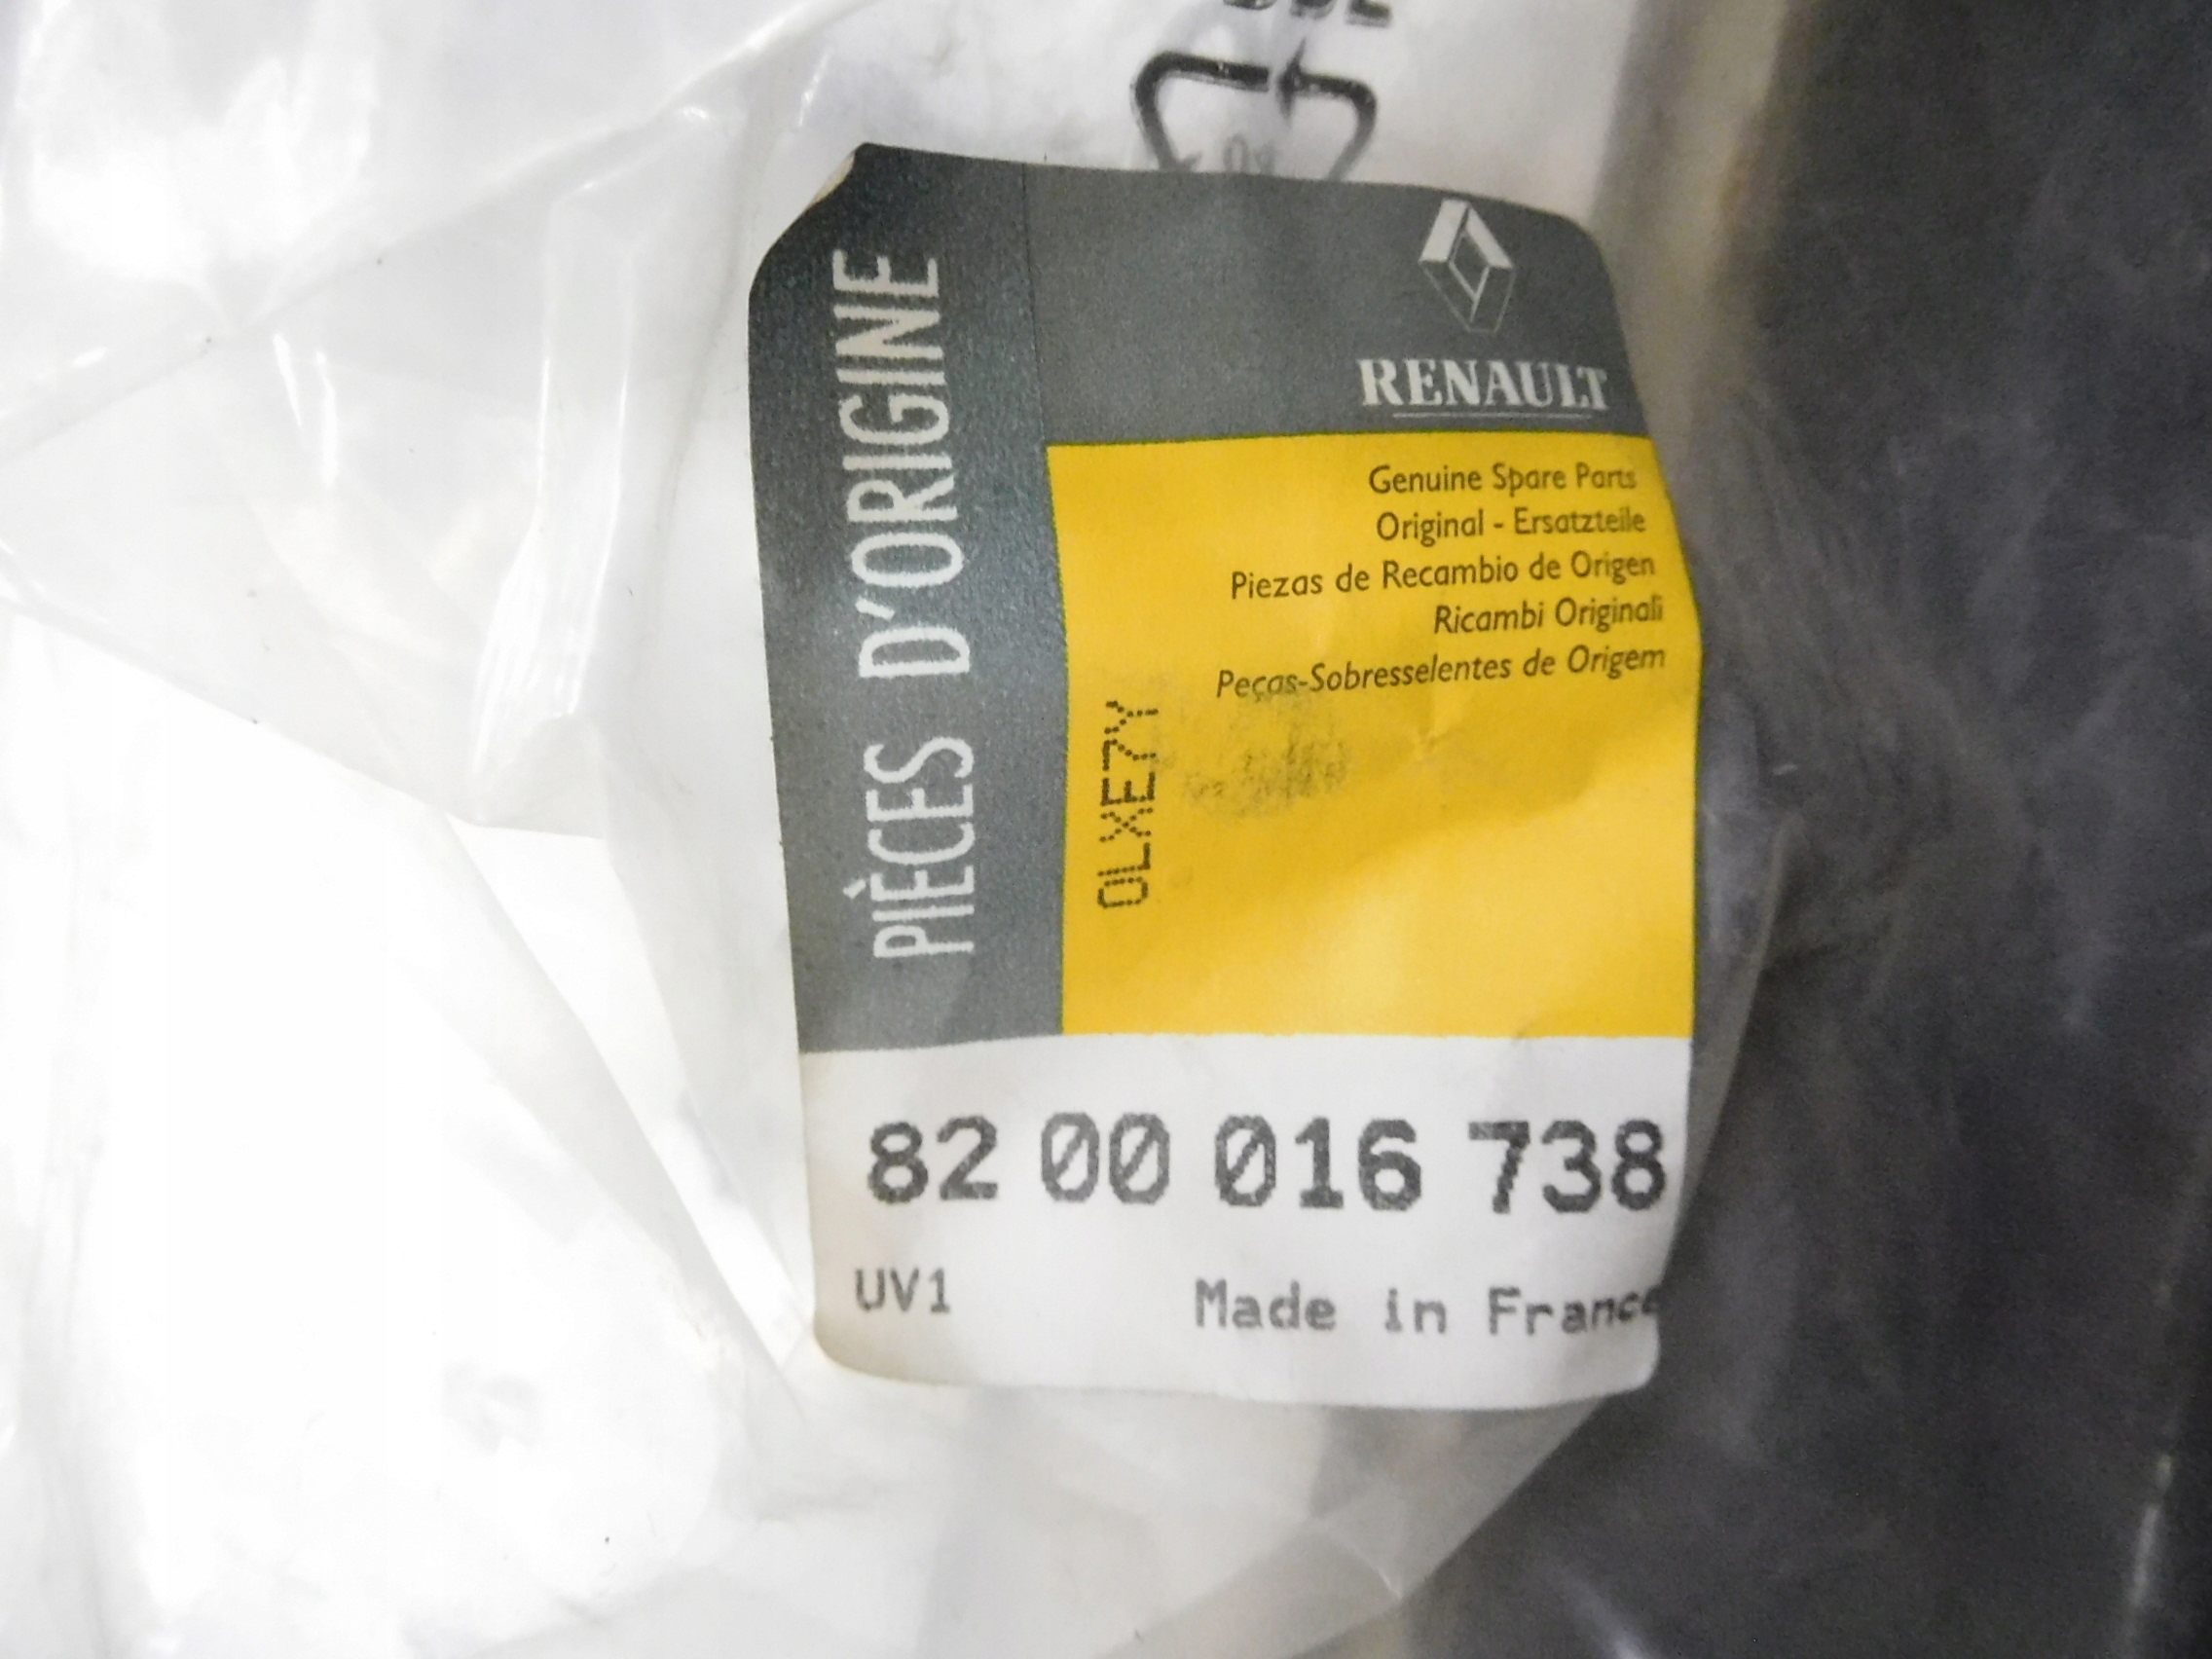 RENAULT
PIÈCES D'ORIGINE
Genuine Spare Parts
Original - Ersatzteile
Piezas de Recambio de Origen
Ricambi Originali
Peças-Sobresselentes de Origem
OLXE7Y
82 00 016 738
UV1 Made in France